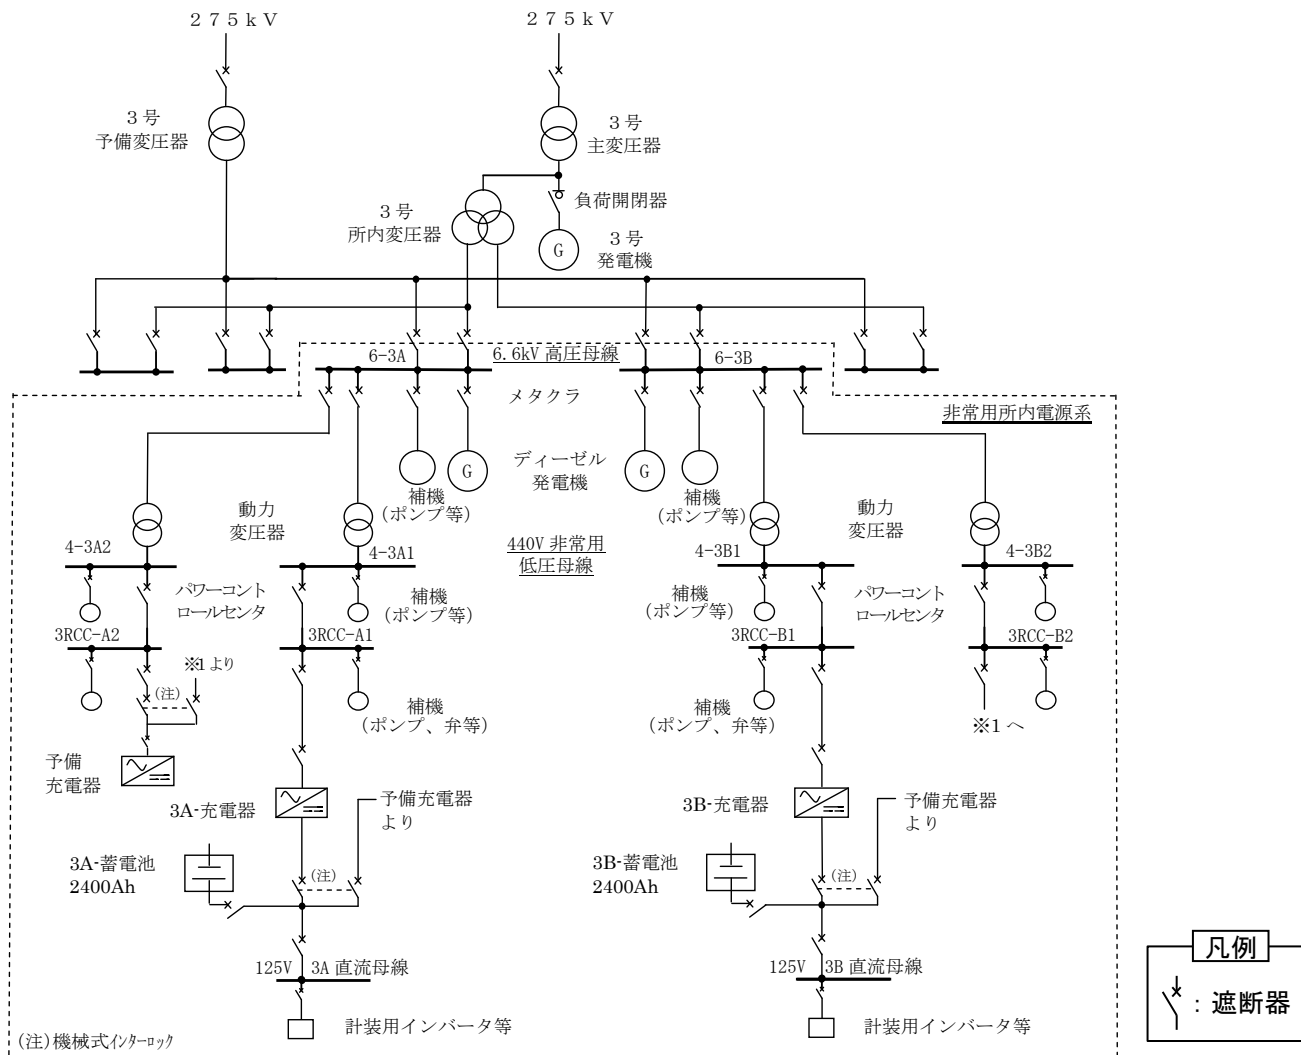 275kV
275kV
3号
予備変圧器
3号
主変圧器
負荷開閉器
3号
所内変圧器
3号
発電機
G
6-3A
6.6kV 高圧母線
6-3B
メタクラ
非常用所内電源系
G
ディーゼル
発電機
G
補機
(ポンプ等)
補機
(ポンプ等)
動力
変圧器
動力
変圧器
440V 非常用
低圧母線
4-3A2
4-3A1
4-3B1
4-3B2
パワーコント
ロールセンタ
補機
(ポンプ等)
補機
(ポンプ等)
パワーコント
ロールセンタ
3RCC-A2
3RCC-A1
3RCC-B1
3RCC-B2
※1より
(注)
補機
(ポンプ、弁等)
補機
(ポンプ、弁等)
※1へ
予備
充電器
3A-充電器
予備充電器
より
3B-充電器
予備充電器
より
3A-蓄電池
2400Ah
(注)
3B-蓄電池
2400Ah
(注)
125V 3A 直流母線
125V 3B 直流母線
計装用インバータ等
計装用インバータ等
(注)機械式インターロック
凡例
:遮断器